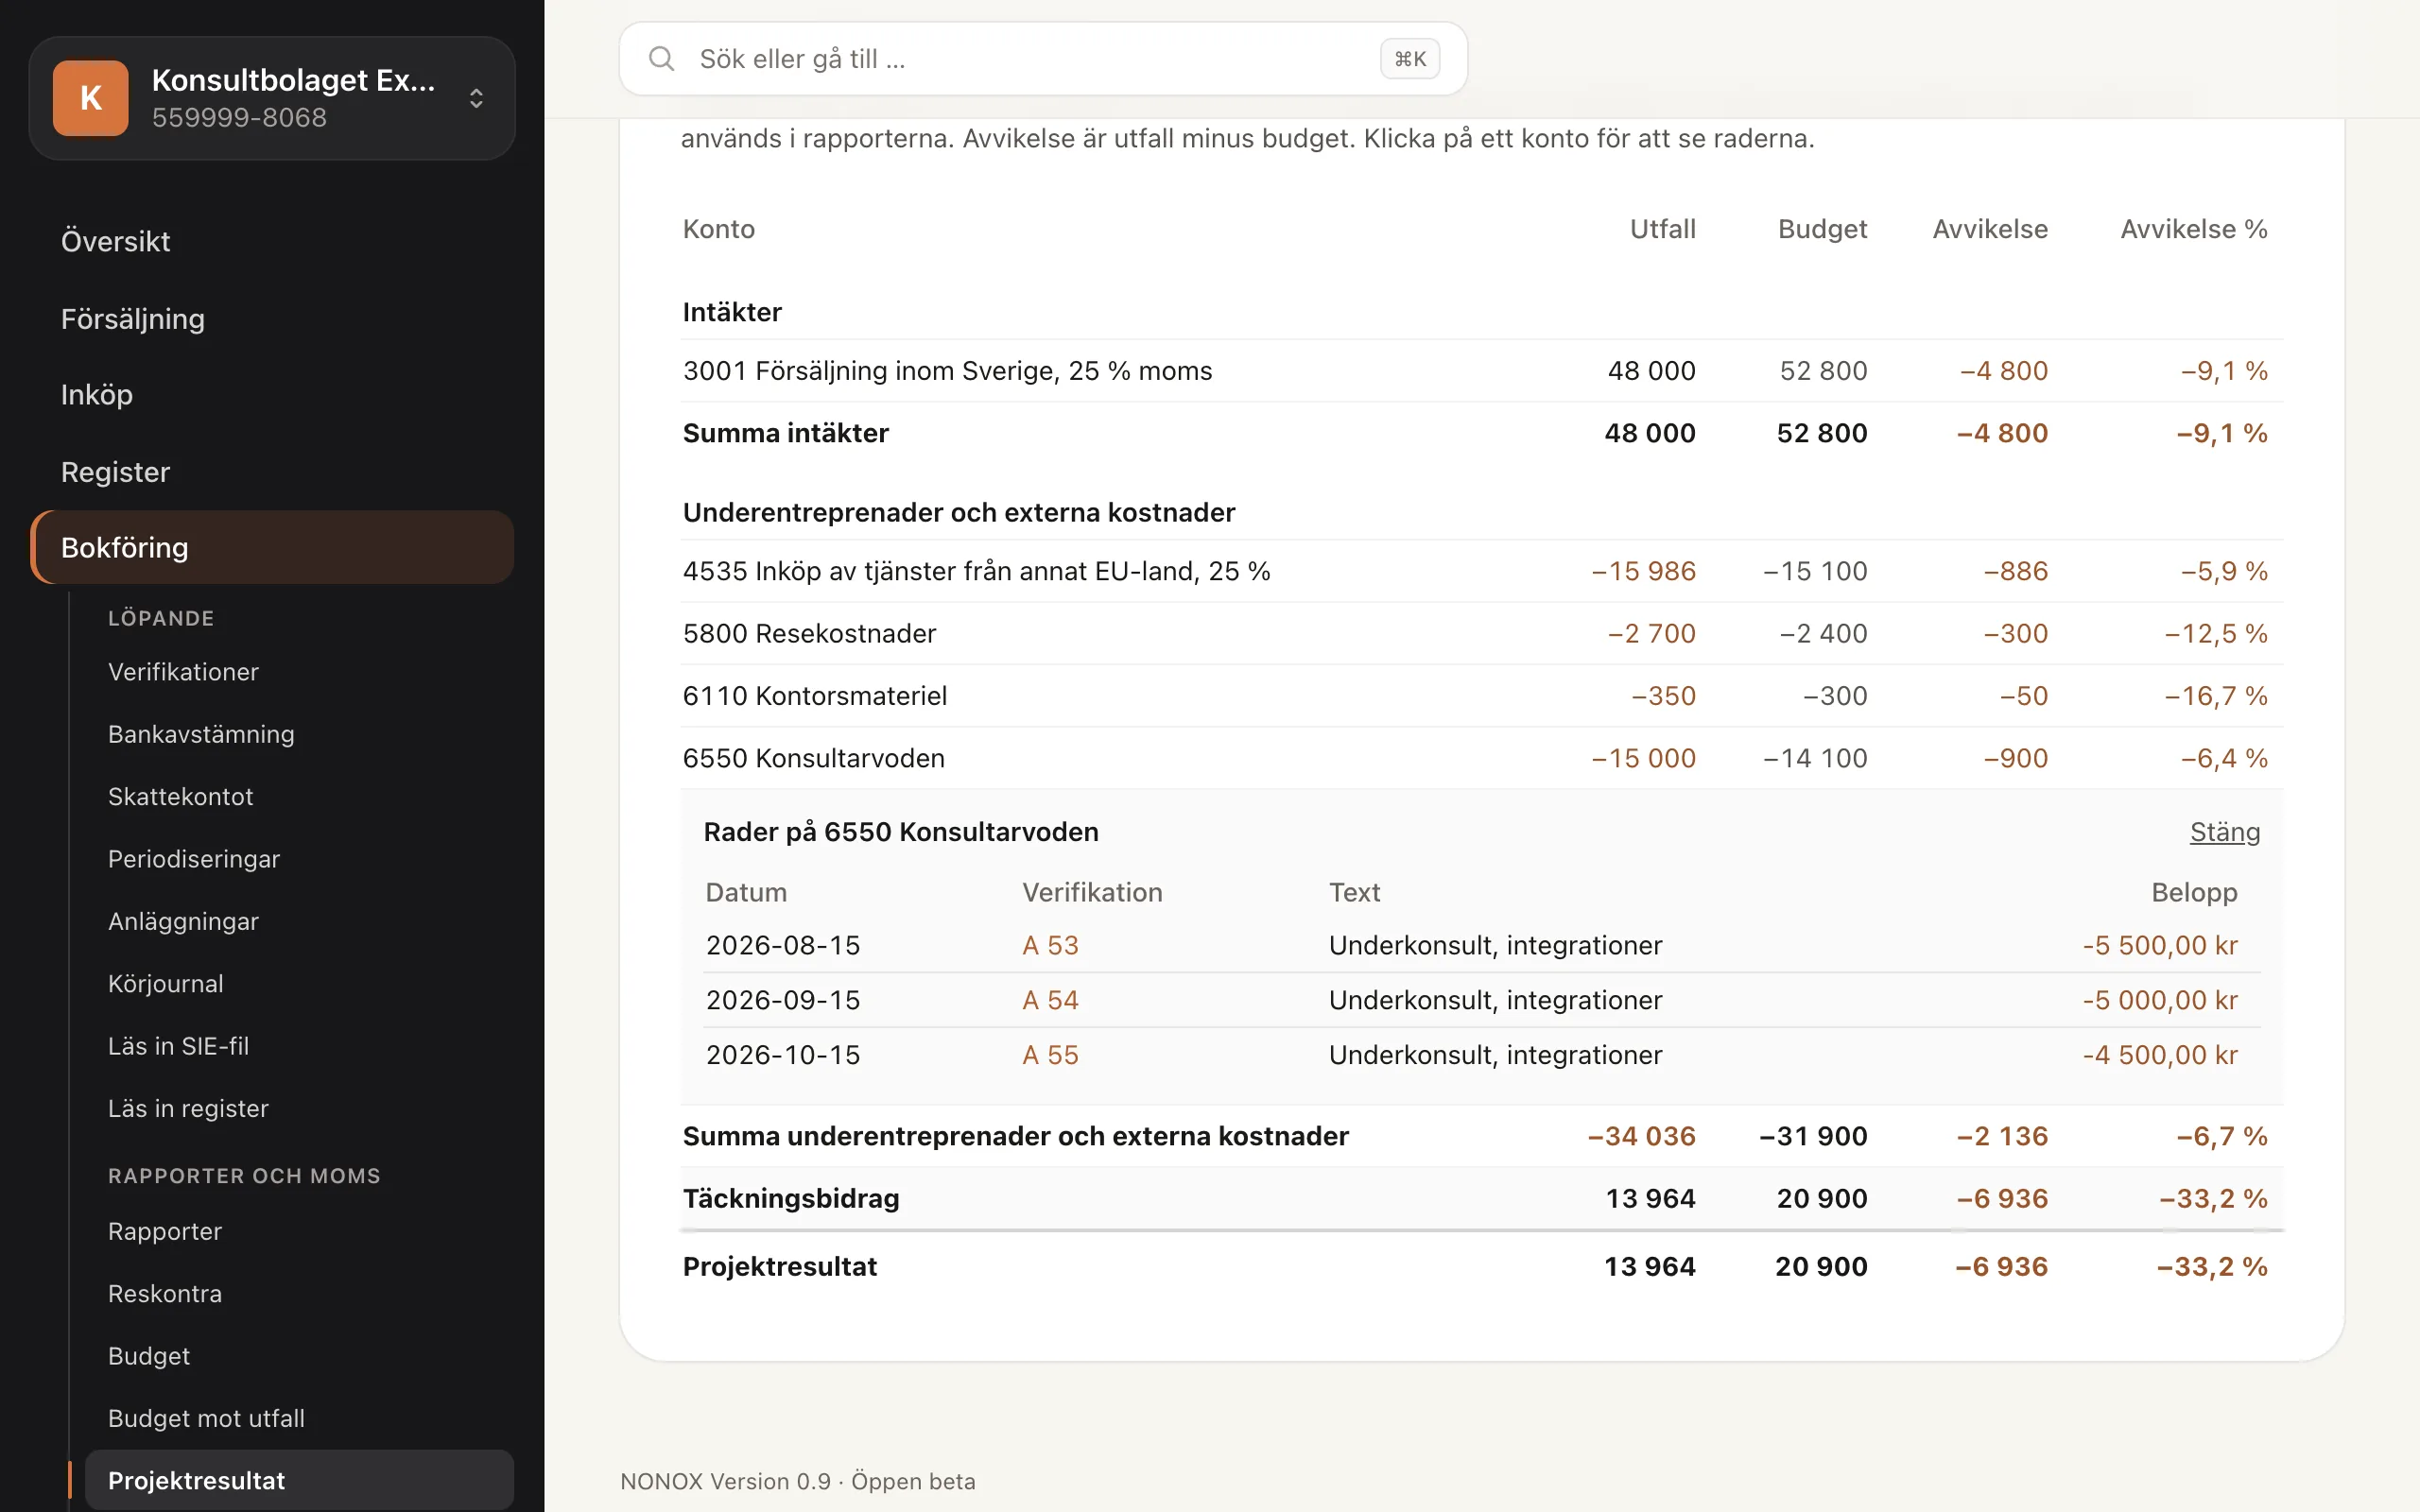 K
Konsultbolaget Ex...
559999-8068
Översikt
Försäljning
Inköp
Register
Bokföring
LÖPANDE
Verifikationer
Bankavstämning
Skattekontot
Periodiseringar
Anläggningar
Körjournal
Läs in SIE-fil
Läs in register
RAPPORTER OCH MOMS
Rapporter
Reskontra
Budget
Budget mot utfall
Projektresultat
Sök eller gå till ... ⌘K
används i rapporterna. Avvikelse är utfall minus budget. Klicka på ett konto för att se raderna.
Konto Utfall Budget Avvikelse Avvikelse %
Intäkter
3001 Försäljning inom Sverige, 25 % moms 48 000 52 800 −4 800 −9,1 %
Summa intäkter 48 000 52 800 −4 800 −9,1 %
Underentreprenader och externa kostnader
4535 Inköp av tjänster från annat EU-land, 25 % −15 986 −15 100 −886 −5,9 %
5800 Resekostnader −2 700 −2 400 −300 −12,5 %
6110 Kontorsmateriel −350 −300 −50 −16,7 %
6550 Konsultarvoden −15 000 −14 100 −900 −6,4 %
Rader på 6550 Konsultarvoden Stäng
Datum Verifikation Text Belopp
2026-08-15 A 53 Underkonsult, integrationer -5 500,00 kr
2026-09-15 A 54 Underkonsult, integrationer -5 000,00 kr
2026-10-15 A 55 Underkonsult, integrationer -4 500,00 kr
Summa underentreprenader och externa kostnader −34 036 −31 900 −2 136 −6,7 %
Täckningsbidrag 13 964 20 900 −6 936 −33,2 %
Projektresultat 13 964 20 900 −6 936 −33,2 %
NONOX Version 0.9 · Öppen beta